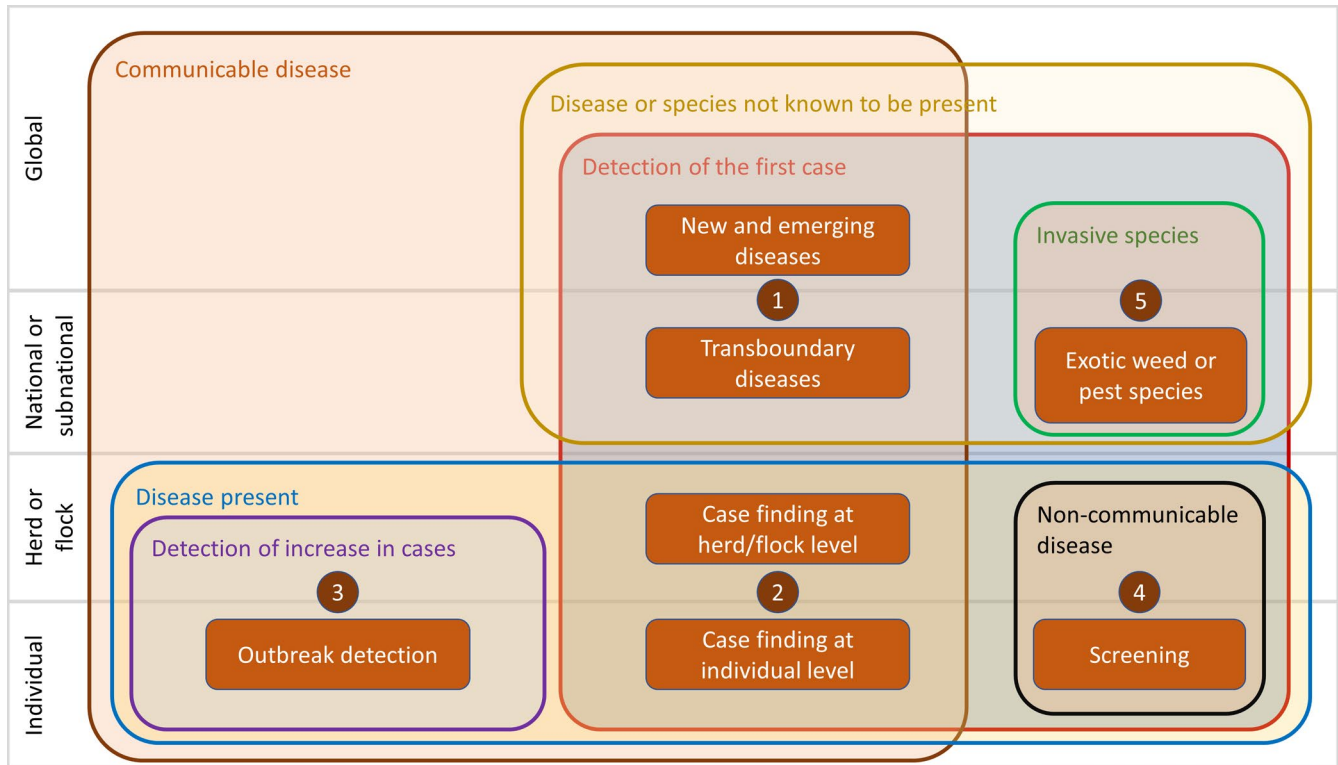 Communicable disease
Disease or species not known to be present
Global
Detection of the first case
New and emerging
diseases
Invasive species
1
5
National or
subnational
Transboundary
diseases
Exotic weed or
pest species
Herd or
flock
Disease present
Detection of increase in cases
3
Case finding at
herd/flock level
2
Non-communicable
disease
4
Individual
Outbreak detection
Case finding at
individual level
Screening